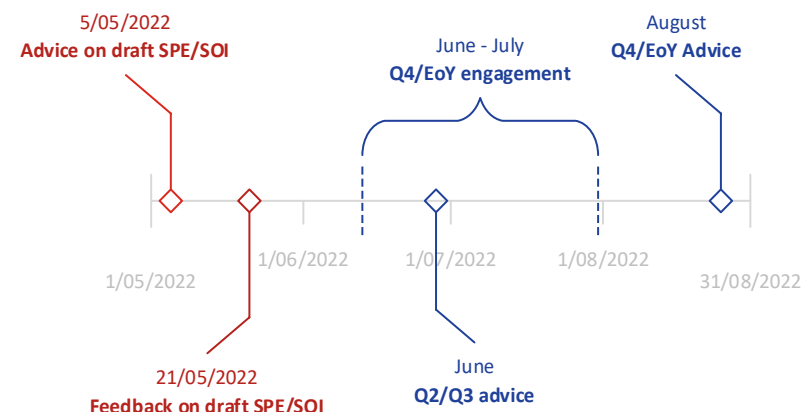 5/05/2022
Advice on draft SPE/SOI
June - July
Q4/EoY engagement
August
Q4/EoY Advice
1/05/2022
1/06/2022
1/07/2022
1/08/2022
31/08/2022
21/05/2022
Feedback on draft SPE/SOI
June
Q2/Q3 advice